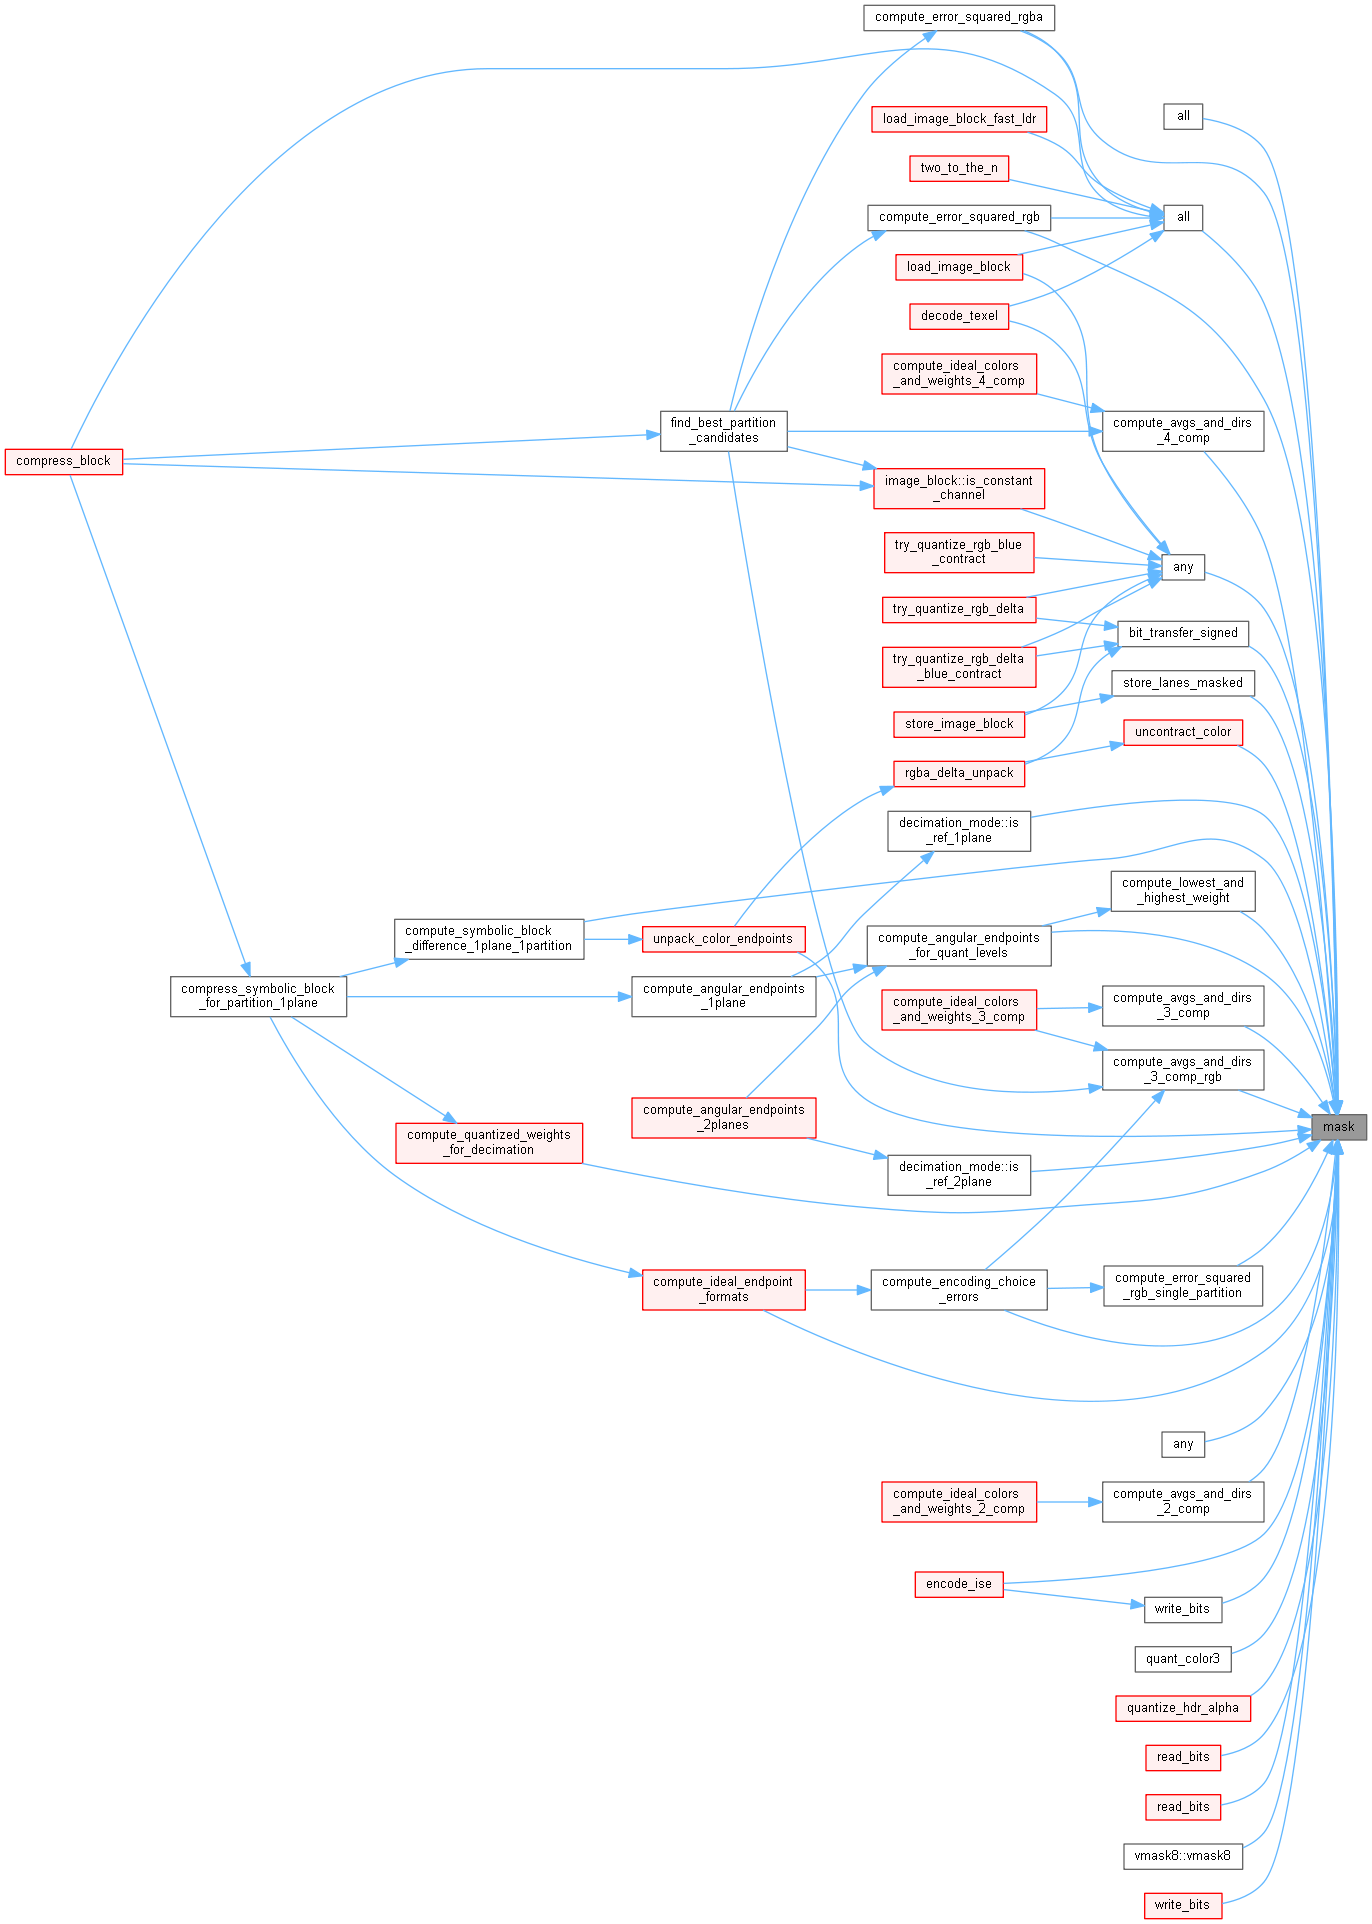 compute_error_squared_rgba
load_image_block_fast_ldr
all
two_to_the_n
compute_error_squared_rgb
all
load_image_block
decode_texel
compute_ideal_colors
_and_weights_4_comp
find_best_partition
_candidates
compute_avgs_and_dirs
_4_comp
compress_block
image_block::is_constant
_channel
try_quantize_rgb_blue
_contract
any
try_quantize_rgb_delta
bit_transfer_signed
try_quantize_rgb_delta
_blue_contract
store_lanes_masked
store_image_block
uncontract_color
rgba_delta_unpack
decimation_mode::is
_ref_1plane
compute_lowest_and
_highest_weight
compute_symbolic_block
_difference_1plane_1partition
unpack_color_endpoints
compute_angular_endpoints
_for_quant_levels
compress_symbolic_block
_for_partition_1plane
compute_angular_endpoints
_1plane
compute_ideal_colors
_and_weights_3_comp
compute_avgs_and_dirs
_3_comp
compute_avgs_and_dirs
_3_comp_rgb
compute_angular_endpoints
_2planes
mask
compute_quantized_weights
_for_decimation
decimation_mode::is
_ref_2plane
compute_ideal_endpoint
_formats
compute_encoding_choice
_errors
compute_error_squared
_rgb_single_partition
any
compute_ideal_colors
_and_weights_2_comp
compute_avgs_and_dirs
_2_comp
encode_ise
write_bits
quant_color3
quantize_hdr_alpha
read_bits
read_bits
vmask8::vmask8
write_bits